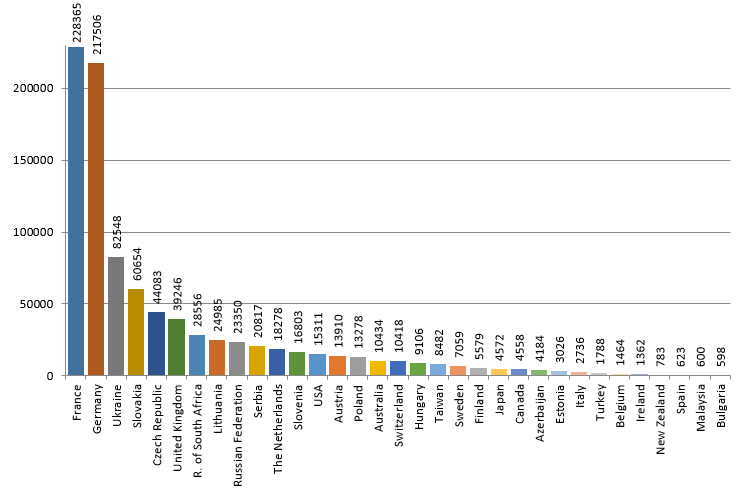 228365
217506
82548
60654
44083
39246
28556
24985
23350
20817
18278
16803
15311
13910
13278
10434
10418
9106
8482
7059
5579
4572
4558
4184
3026
2736
1788
1464
1362
783
623
600
598
200000
150000
100000
50000
0
France
Germany
Ukraine
Slovakia
Czech Republic
United Kingdom
R. of South Africa
Lithuania
Russian Federation
Serbia
The Netherlands
Slovenia
USA
Austria
Poland
Australia
Switzerland
Hungary
Taiwan
Sweden
Finland
Japan
Canada
Azerbaijan
Estonia
Italy
Turkey
Belgium
Ireland
New Zealand
Spain
Malaysia
Bulgaria